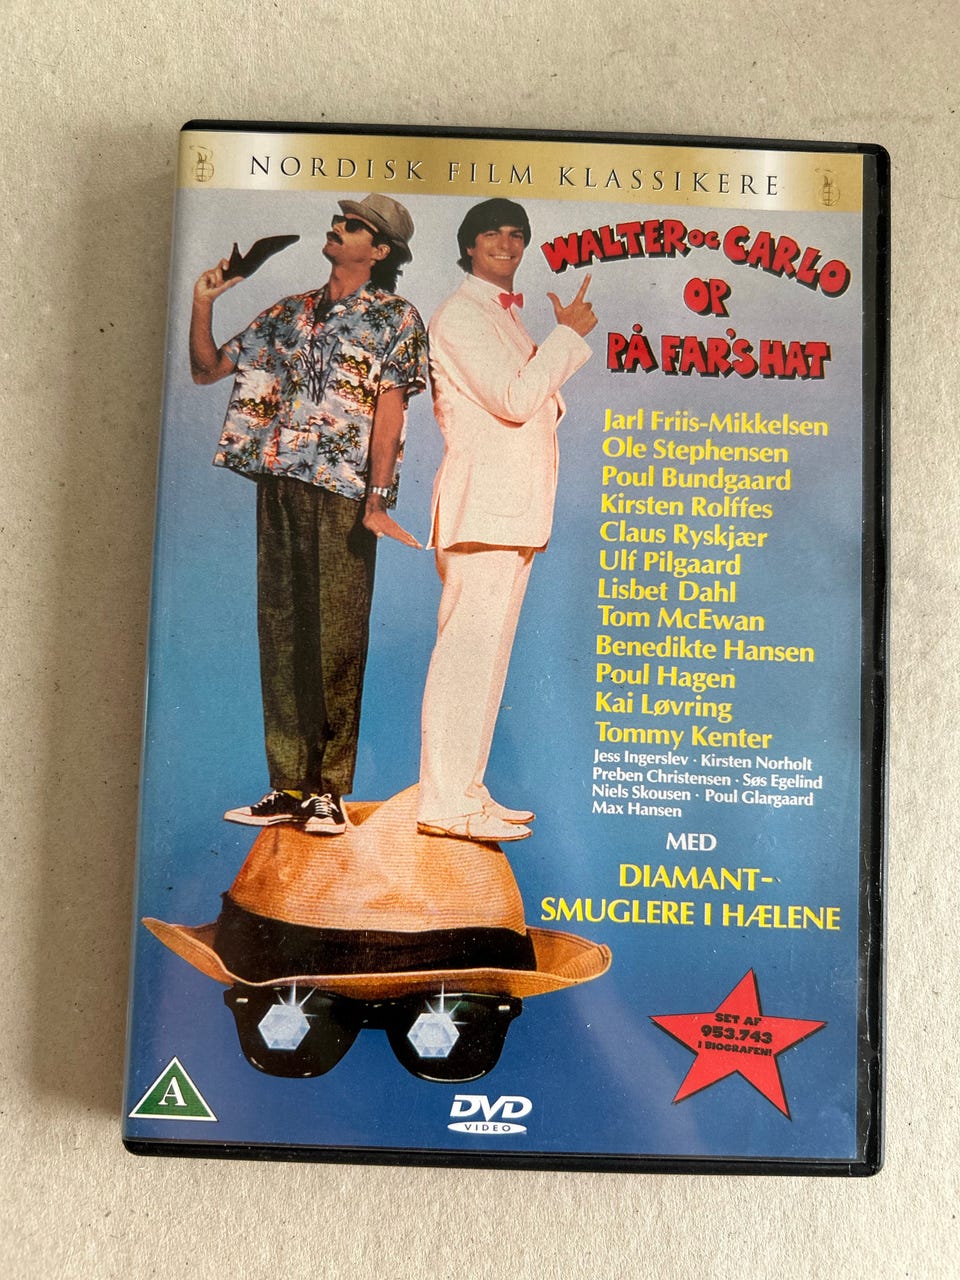 NORDISK FILM KLASSIKERE
WALTER OG CARLO
OP
PÅ FAR'S HAT
Jarl Friis-Mikkelsen
Ole Stephensen
Poul Bundgaard
Kirsten Rolffes
Claus Ryskjær
Ulf Pilgaard
Lisbet Dahl
Tom McEwan
Benedikte Hansen
Poul Hagen
Kai Løvring
Tommy Kenter
Jess Ingerslev · Kirsten Norholt
Preben Christensen · Søs Egelind
Niels Skousen · Poul Glargaard
Max Hansen
MED
DIAMANT-
SMUGLERE I HÆLENE
SET AF
953.743
I BIOGRAFEN!
A
DVD
VIDEO